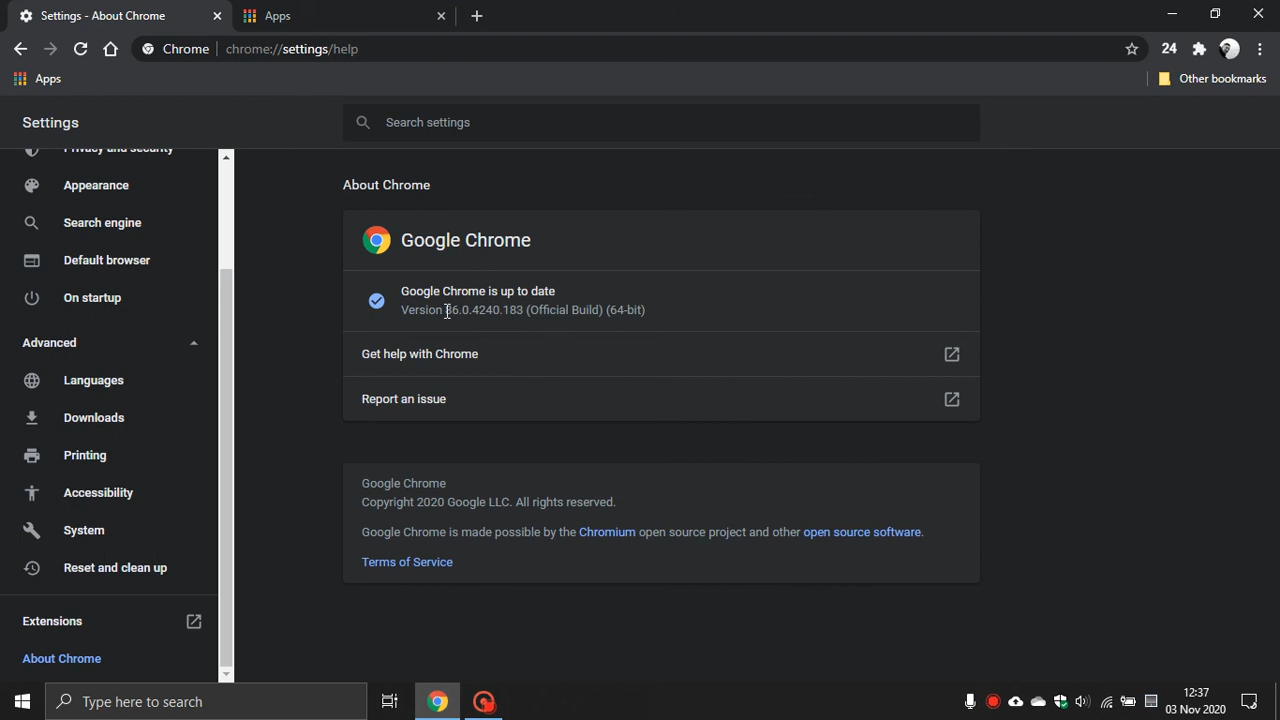 Settings - About Chrome
Apps
Chrome
chrome://settings/help
24
Apps
Other bookmarks
Settings
Search settings
Privacy and security
Appearance
Search engine
Default browser
On startup
Advanced
Languages
Downloads
Printing
Accessibility
System
Reset and clean up
Extensions
About Chrome
About Chrome
Google Chrome
Google Chrome is up to date
Version 86.0.4240.183 (Official Build) (64-bit)
Get help with Chrome
Report an issue
Google Chrome
Copyright 2020 Google LLC. All rights reserved.
Google Chrome is made possible by the Chromium open source project and other open source software.
Terms of Service
Type here to search
12:37
03 Nov 2020